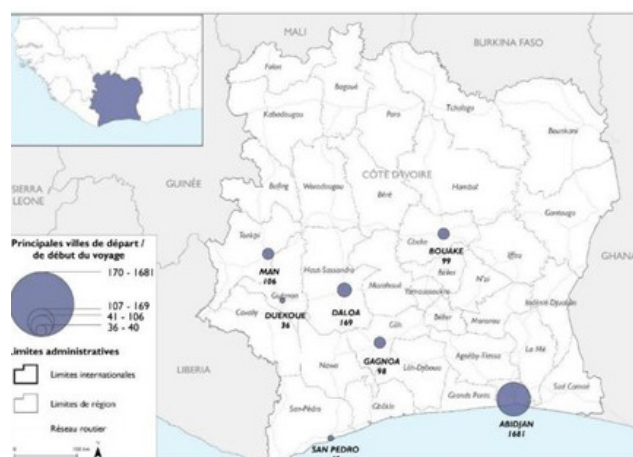 MALI
BURKINA FASO
SIERRA
LEONE
GUINÉE
CÔTE D'IVOIRE
GHANA
LIBERIA
Folon
Bagoué
Kabadougou
Poro
Tchologo
Bounkani
Bafing
Worodougou
Béré
Hambol
Gontougo
Tonkpi
Haut-Sassandra
Marahoué
Yamoussoukro
Iffou
N'zi
Bélier
Moronou
Indénié-Djuablin
Guémon
Cavally
Gôh
Nawa
Lôh-Djiboua
Agnéby-Tiassa
La Mé
Grands Ponts
Sud Comoé
San-Pédro
Gbôklè
MAN
106
BOUAKE
99
DUEKOUE
36
DALOA
169
GAGNOA
98
ABIDJAN
1681
SAN PEDRO
Principales villes de départ /
de début du voyage
170 - 1681
107 - 169
41 - 106
36 - 40
Limites administratives
Limites internationales
Limites de région
Réseau routier